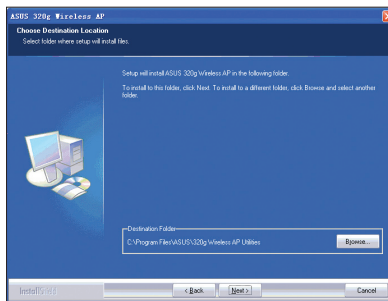 ASUS 320g Wireless AP
Choose Destination Location
Select folder where setup will install files.
Setup will install ASUS 320g Wireless AP in the following folder.
To install to this folder, click Next. To install to a different folder, click Browse and select another
folder.
Destination Folder
C:\Program Files\ASUS\320g Wireless AP Utilities
Browse...
InstallShield
< Back
Next >
Cancel